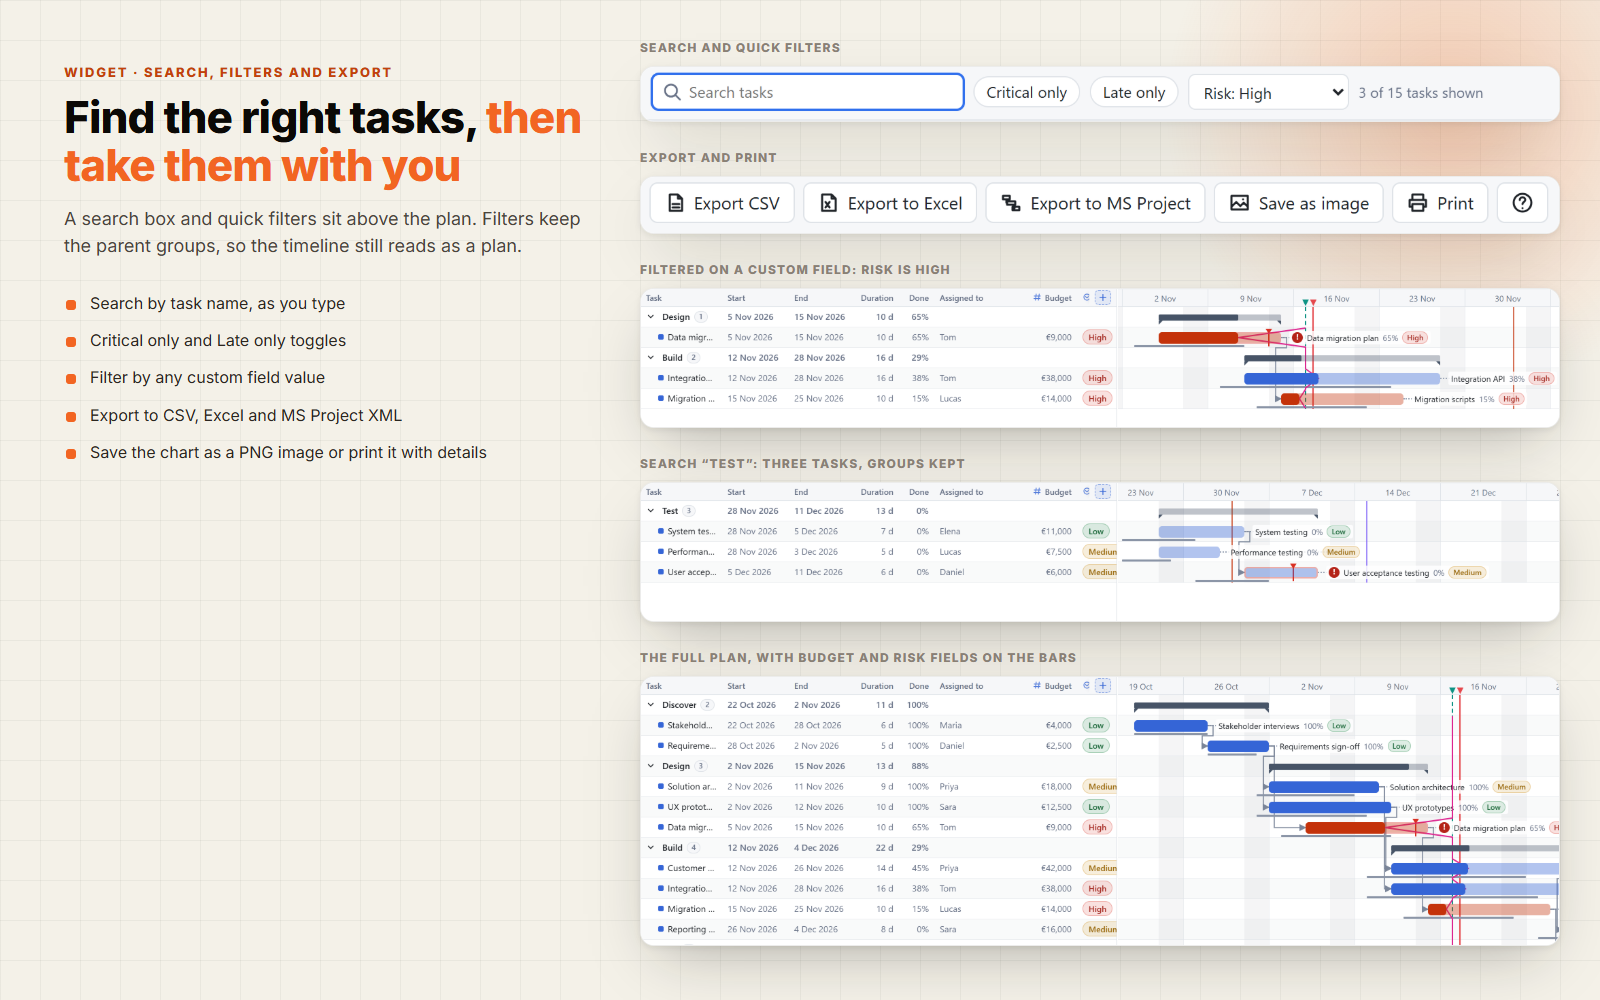 WIDGET · SEARCH, FILTERS AND EXPORT
Find the right tasks, then
take them with you
A search box and quick filters sit above the plan. Filters keep
the parent groups, so the timeline still reads as a plan.
Search by task name, as you type
Critical only and Late only toggles
Filter by any custom field value
Export to CSV, Excel and MS Project XML
Save the chart as a PNG image or print it with details
SEARCH AND QUICK FILTERS
Search tasks Critical only Late only Risk: High 3 of 15 tasks shown
EXPORT AND PRINT
Export CSV Export to Excel Export to MS Project Save as image Print ?
FILTERED ON A CUSTOM FIELD: RISK IS HIGH
Task Start End Duration Done Assigned to # Budget + 2 Nov 9 Nov 16 Nov 23 Nov 30 Nov
Design 1 5 Nov 2026 15 Nov 2026 10 d 65%
Data migr... 5 Nov 2026 15 Nov 2026 10 d 65% Tom €9,000 High Data migration plan 65% High
Build 2 12 Nov 2026 28 Nov 2026 16 d 29%
Integratio... 12 Nov 2026 28 Nov 2026 16 d 38% Tom €38,000 High Integration API 38% High
Migration ... 15 Nov 2026 25 Nov 2026 10 d 15% Lucas €14,000 High Migration scripts 15% High
SEARCH “TEST”: THREE TASKS, GROUPS KEPT
Task Start End Duration Done Assigned to # Budget + 23 Nov 30 Nov 7 Dec 14 Dec 21 Dec
Test 3 28 Nov 2026 11 Dec 2026 13 d 0%
System tes... 28 Nov 2026 5 Dec 2026 7 d 0% Elena €11,000 Low System testing 0% Low
Performan... 28 Nov 2026 3 Dec 2026 5 d 0% Lucas €7,500 Medium Performance testing 0% Medium
User accep... 5 Dec 2026 11 Dec 2026 6 d 0% Daniel €6,000 Medium User acceptance testing 0% Medium
THE FULL PLAN, WITH BUDGET AND RISK FIELDS ON THE BARS
Task Start End Duration Done Assigned to # Budget + 19 Oct 26 Oct 2 Nov 9 Nov 16 Nov
Discover 2 22 Oct 2026 2 Nov 2026 11 d 100%
Stakehold... 22 Oct 2026 28 Oct 2026 6 d 100% Maria €4,000 Low Stakeholder interviews 100% Low
Requireme... 28 Oct 2026 2 Nov 2026 5 d 100% Daniel €2,500 Low Requirements sign-off 100% Low
Design 3 2 Nov 2026 15 Nov 2026 13 d 88%
Solution ar... 2 Nov 2026 11 Nov 2026 9 d 100% Priya €18,000 Medium Solution architecture 100% Medium
UX protot... 2 Nov 2026 12 Nov 2026 10 d 100% Sara €12,500 Low UX prototypes 100% Low
Data migr... 5 Nov 2026 15 Nov 2026 10 d 65% Tom €9,000 High Data migration plan 65%
Build 4 12 Nov 2026 4 Dec 2026 22 d 29%
Customer ... 12 Nov 2026 26 Nov 2026 14 d 45% Priya €42,000 Medium
Integratio... 12 Nov 2026 28 Nov 2026 16 d 38% Tom €38,000 High
Migration ... 15 Nov 2026 25 Nov 2026 10 d 15% Lucas €14,000 High
Reporting ... 26 Nov 2026 4 Dec 2026 8 d 0% Sara €16,000 Medium